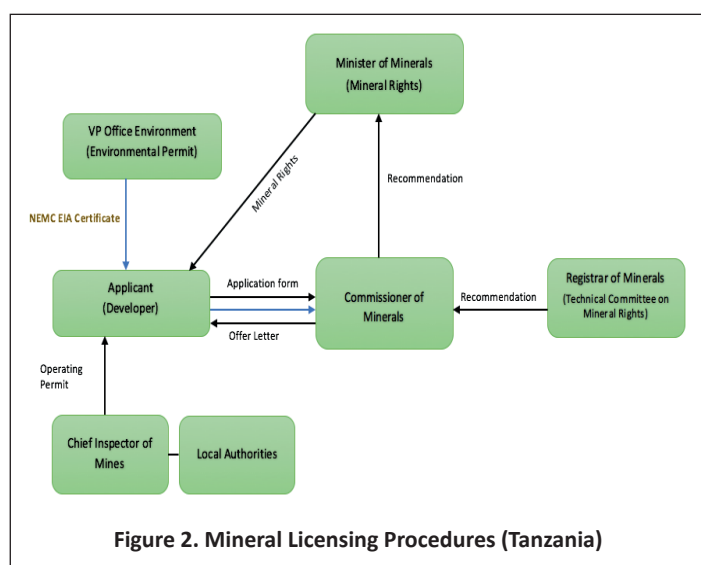 Minister of Minerals
(Mineral Rights)
VP Office Environment
(Environmental Permit)
Mineral Rights
Recommendation
NEMC EIA Certificate
Applicant
(Developer)
Application form
Offer Letter
Commissioner of
Minerals
Recommendation
Registrar of Minerals
(Technical Committee on
Mineral Rights)
Operating
Permit
Chief Inspector of
Mines
Local Authorities
Figure 2. Mineral Licensing Procedures (Tanzania)